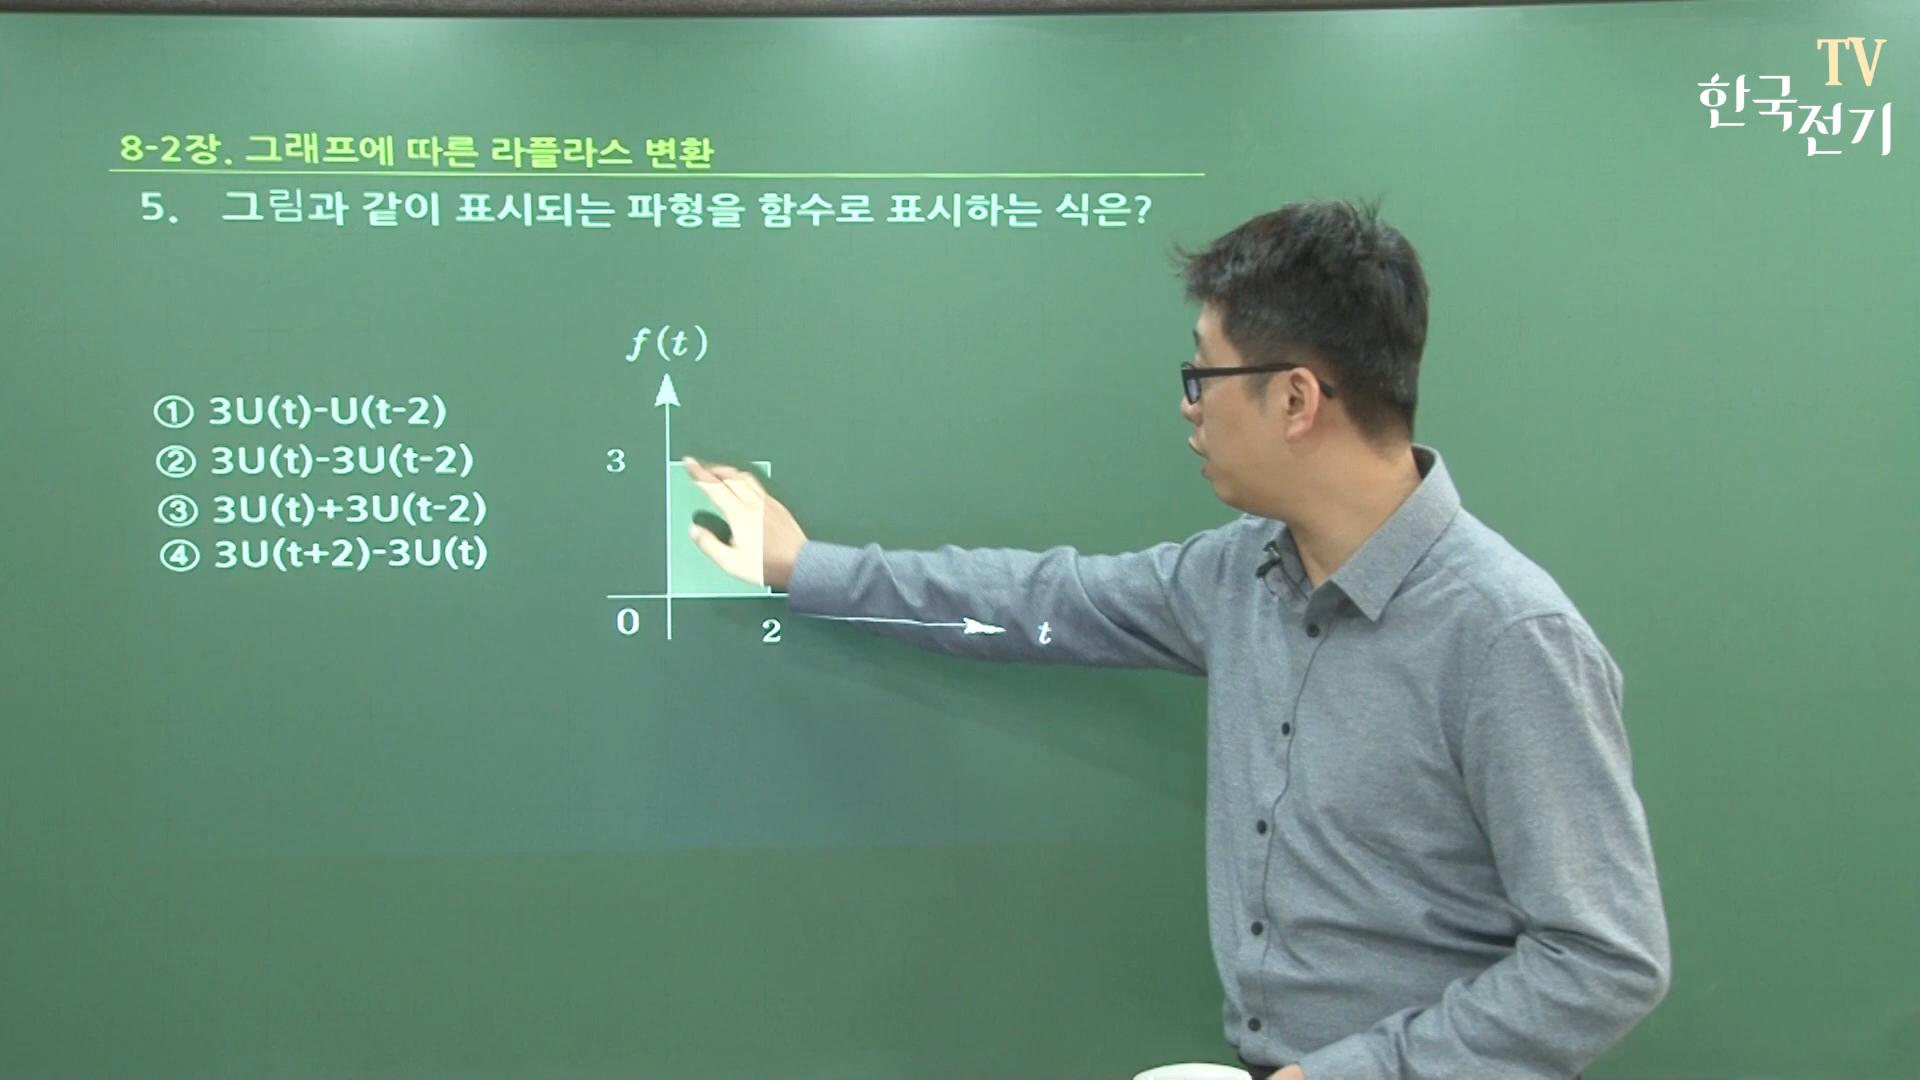 TV
한국전기
8-2장. 그래프에 따른 라플라스 변환
5. 그림과 같이 표시되는 파형을 함수로 표시하는 식은?
f(t)
① 3U(t)-U(t-2)
② 3U(t)-3U(t-2)
3
③ 3U(t)+3U(t-2)
④ 3U(t+2)-3U(t)
0
2
t